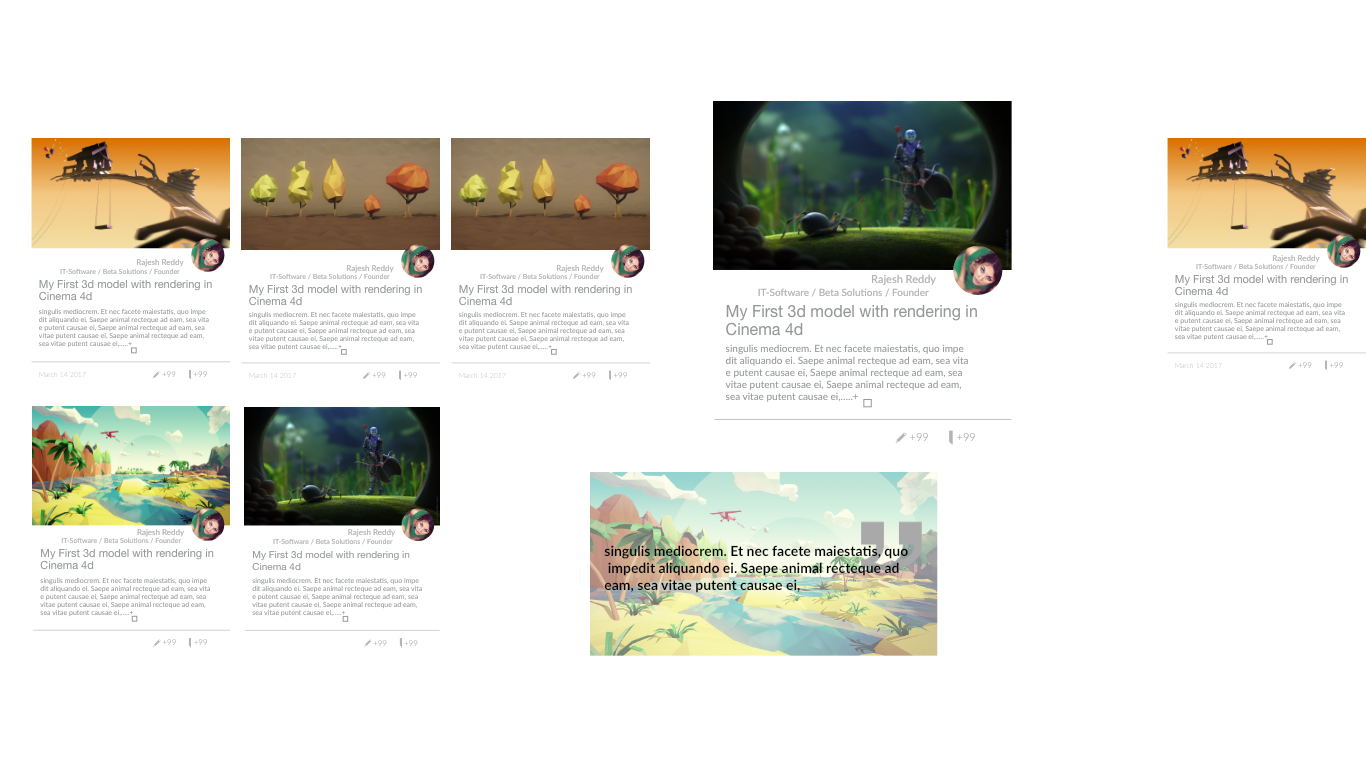 Rajesh Reddy
IT-Software / Beta Solutions / Founder
My First 3d model with rendering in
Cinema 4d
singulis mediocrem. Et nec facete maiestatis, quo impe
dit aliquando ei. Saepe animal recteque ad eam, sea vita
e putent causae ei, Saepe animal recteque ad eam, sea
vitae putent causae ei, Saepe animal recteque ad eam,
sea vitae putent causae ei,.....+
March 14 2017
+99 +99
Rajesh Reddy
IT-Software / Beta Solutions / Founder
My First 3d model with rendering in
Cinema 4d
singulis mediocrem. Et nec facete maiestatis, quo impe
dit aliquando ei. Saepe animal recteque ad eam, sea vita
e putent causae ei, Saepe animal recteque ad eam, sea
vitae putent causae ei, Saepe animal recteque ad eam,
sea vitae putent causae ei,.....+
March 14 2017
+99 +99
Rajesh Reddy
IT-Software / Beta Solutions / Founder
My First 3d model with rendering in
Cinema 4d
singulis mediocrem. Et nec facete maiestatis, quo impe
dit aliquando ei. Saepe animal recteque ad eam, sea vita
e putent causae ei, Saepe animal recteque ad eam, sea
vitae putent causae ei, Saepe animal recteque ad eam,
sea vitae putent causae ei,.....+
March 14 2017
+99 +99
Rajesh Reddy
IT-Software / Beta Solutions / Founder
My First 3d model with rendering in
Cinema 4d
singulis mediocrem. Et nec facete maiestatis, quo impe
dit aliquando ei. Saepe animal recteque ad eam, sea vita
e putent causae ei, Saepe animal recteque ad eam, sea
vitae putent causae ei, Saepe animal recteque ad eam,
sea vitae putent causae ei,.....+
+99 +99
Rajesh Reddy
IT-Software / Beta Solutions / Founder
My First 3d model with rendering in
Cinema 4d
singulis mediocrem. Et nec facete maiestatis, quo impe
dit aliquando ei. Saepe animal recteque ad eam, sea vita
e putent causae ei, Saepe animal recteque ad eam, sea
vitae putent causae ei, Saepe animal recteque ad eam,
sea vitae putent causae ei,.....+
March 14 2017
+99 +99
Rajesh Reddy
IT-Software / Beta Solutions / Founder
My First 3d model with rendering in
Cinema 4d
singulis mediocrem. Et nec facete maiestatis, quo impe
dit aliquando ei. Saepe animal recteque ad eam, sea vita
e putent causae ei, Saepe animal recteque ad eam, sea
vitae putent causae ei, Saepe animal recteque ad eam,
sea vitae putent causae ei,.....+
+99 +99
Rajesh Reddy
IT-Software / Beta Solutions / Founder
My First 3d model with rendering in
Cinema 4d
singulis mediocrem. Et nec facete maiestatis, quo impe
dit aliquando ei. Saepe animal recteque ad eam, sea vita
e putent causae ei, Saepe animal recteque ad eam, sea
vitae putent causae ei, Saepe animal recteque ad eam,
sea vitae putent causae ei,.....+
+99 +99
”
singulis mediocrem. Et nec facete maiestatis, quo
impedit aliquando ei. Saepe animal recteque ad
eam, sea vitae putent causae ei,